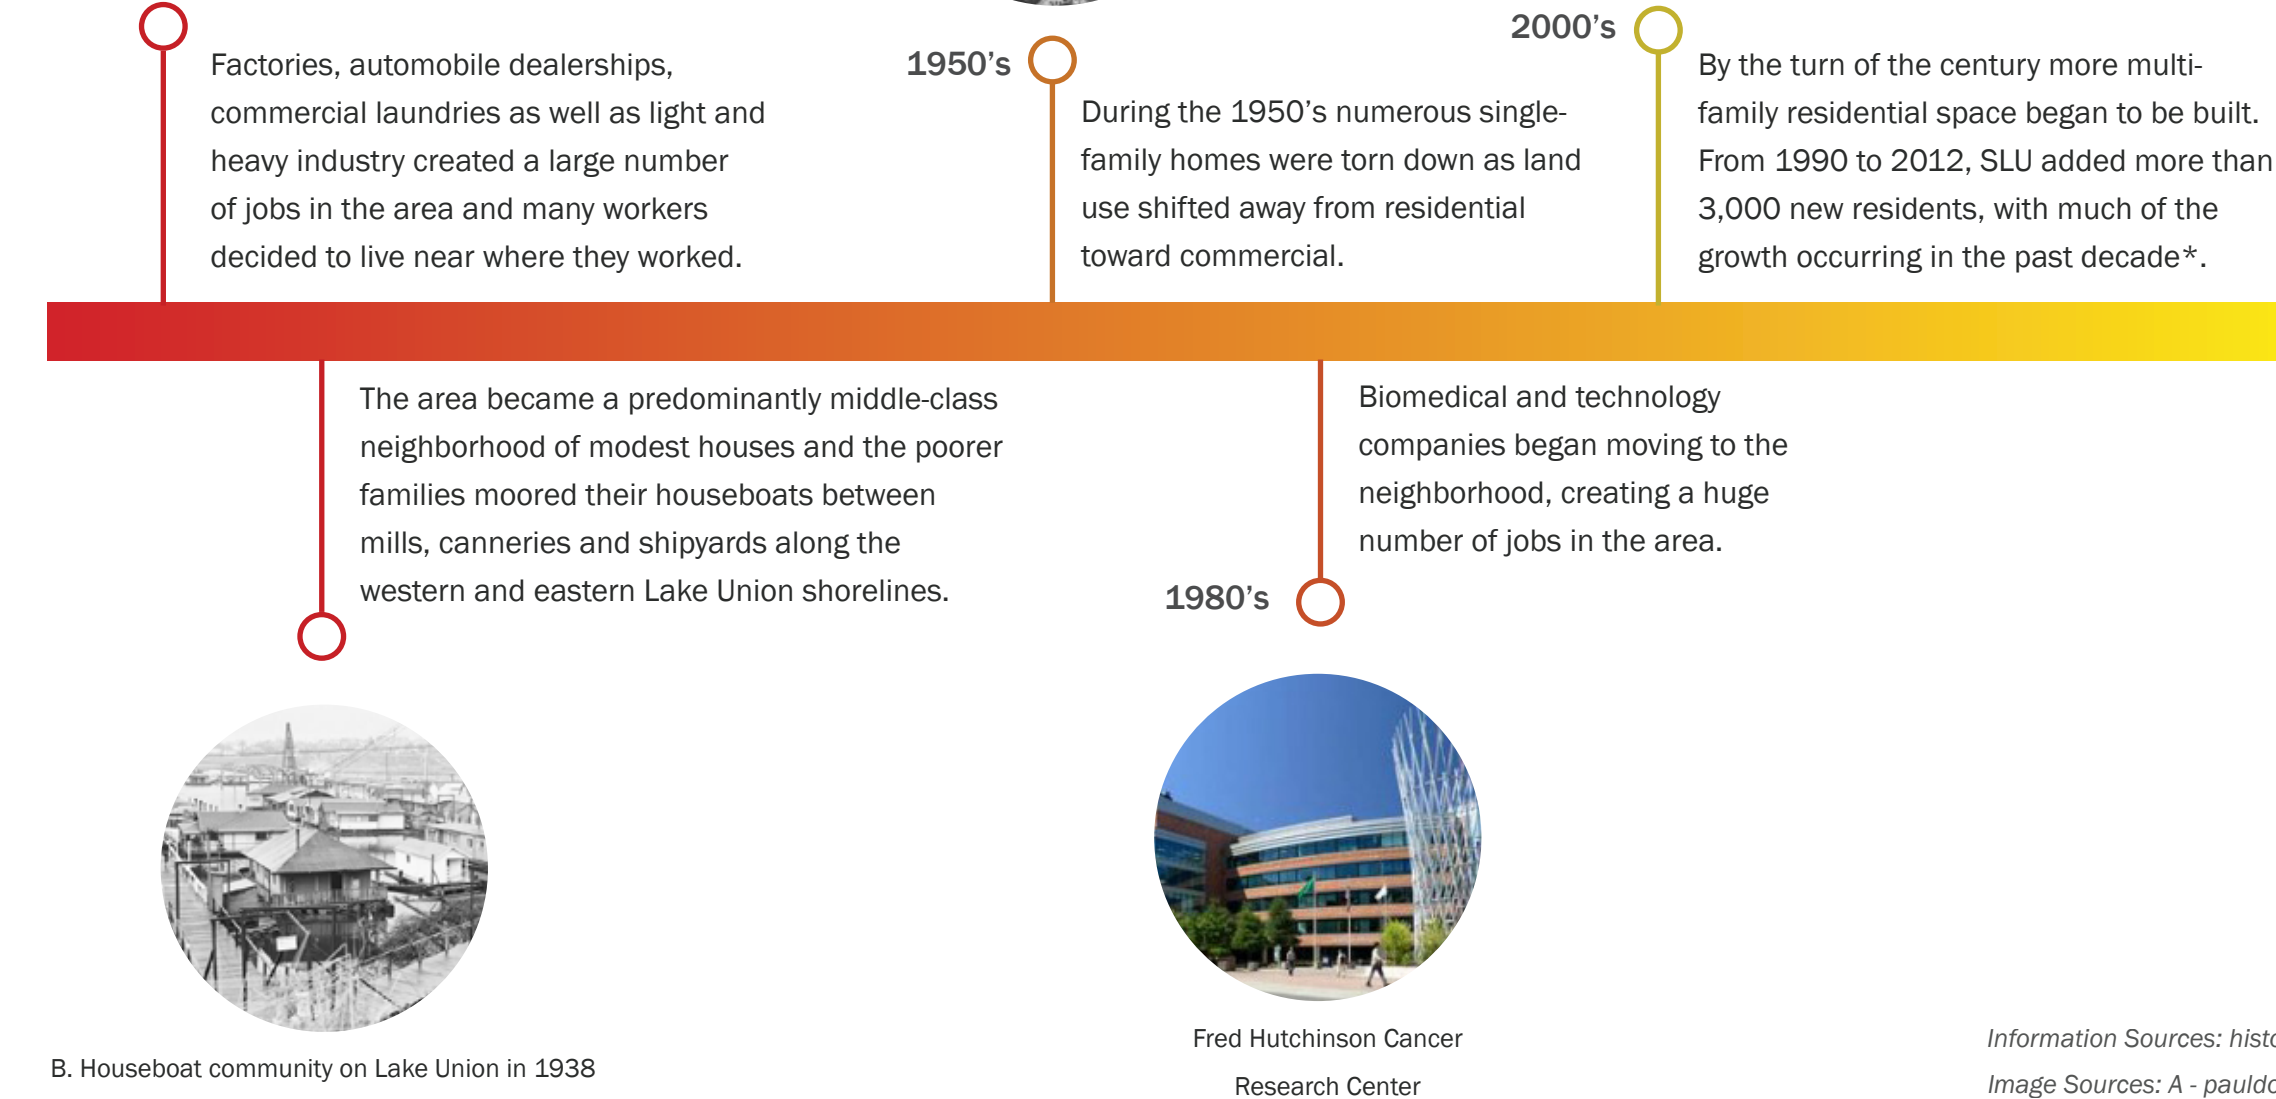 Factories, automobile dealerships,
commercial laundries as well as light and
heavy industry created a large number
of jobs in the area and many workers
decided to live near where they worked.
1950's
During the 1950's numerous single-
family homes were torn down as land
use shifted away from residential
toward commercial.
2000's
By the turn of the century more multi-
family residential space began to be built.
From 1990 to 2012, SLU added more than
3,000 new residents, with much of the
growth occurring in the past decade*.
The area became a predominantly middle-class
neighborhood of modest houses and the poorer
families moored their houseboats between
mills, canneries and shipyards along the
western and eastern Lake Union shorelines.
Biomedical and technology
companies began moving to the
neighborhood, creating a huge
number of jobs in the area.
1980's
B. Houseboat community on Lake Union in 1938
Fred Hutchinson Cancer
Research Center
Information Sources:
Image Sources: A -